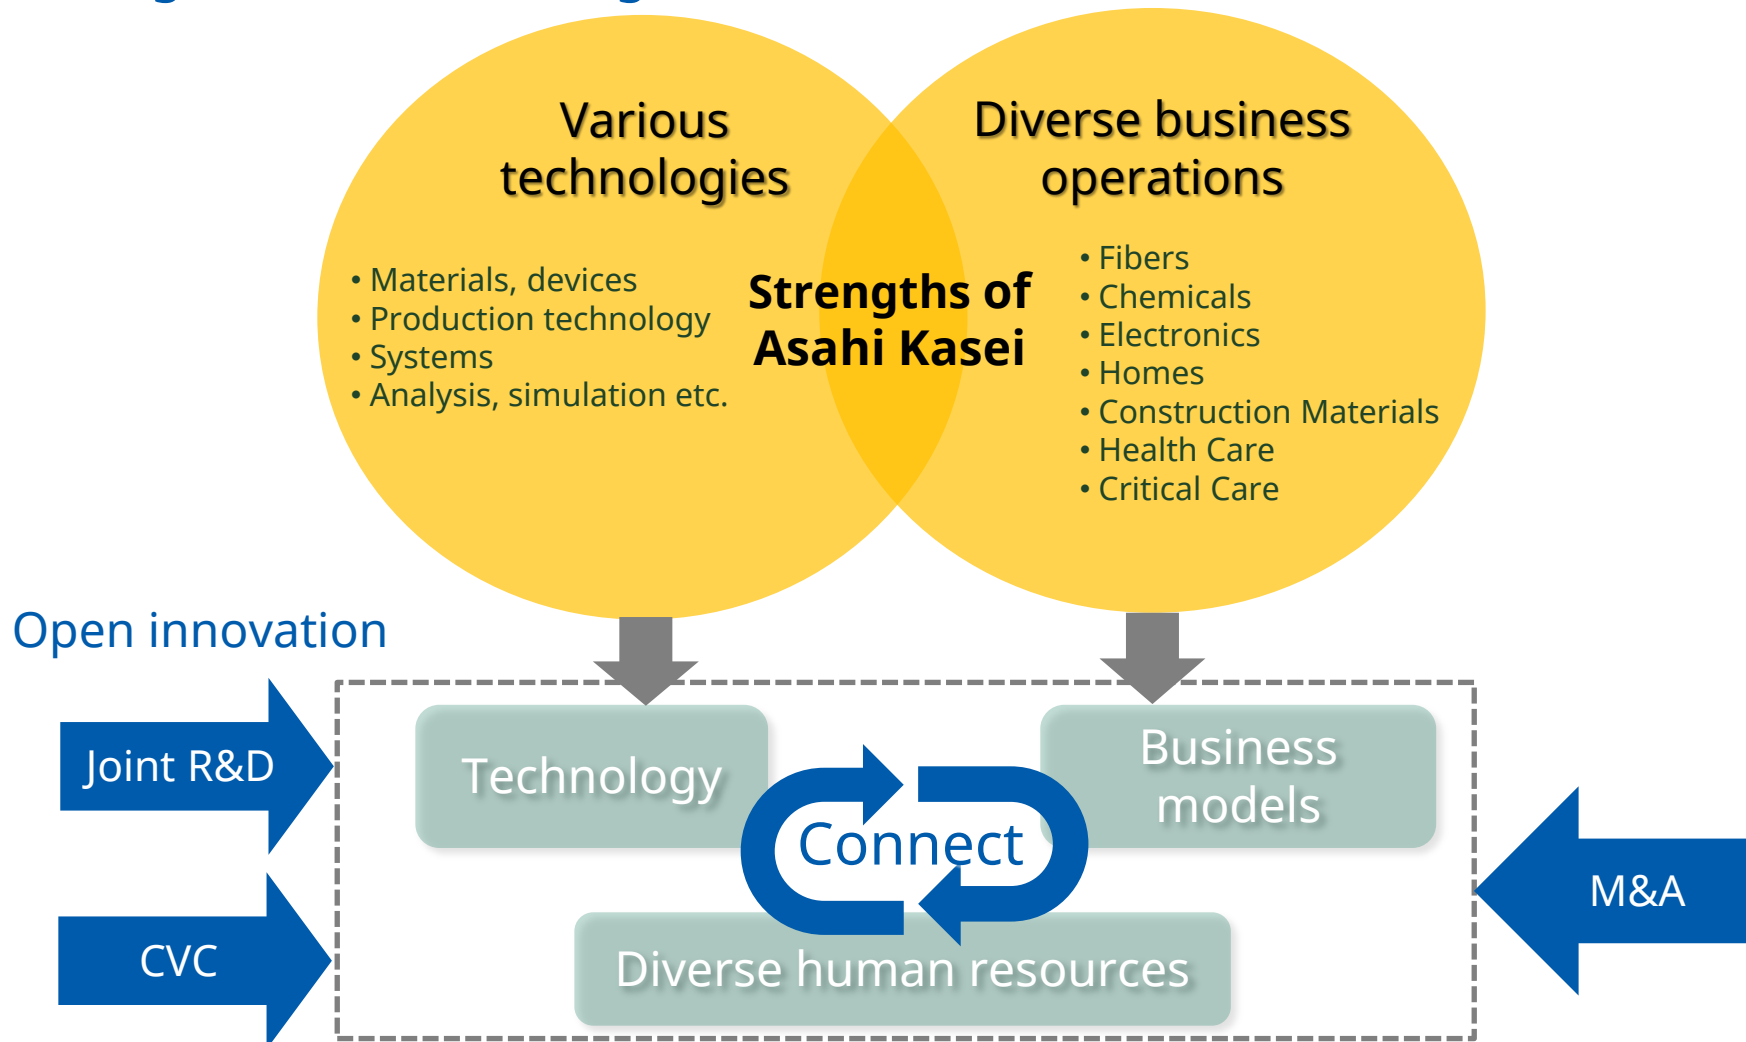 Various
technologies
• Materials, devices
• Production technology
• Systems
• Analysis, simulation etc.
Strengths of
Asahi Kasei
Diverse business
operations
• Fibers
• Chemicals
• Electronics
• Homes
• Construction Materials
• Health Care
• Critical Care
Open innovation
Joint R&D
CVC
Technology
Business
models
Connect
Diverse human resources
M&A